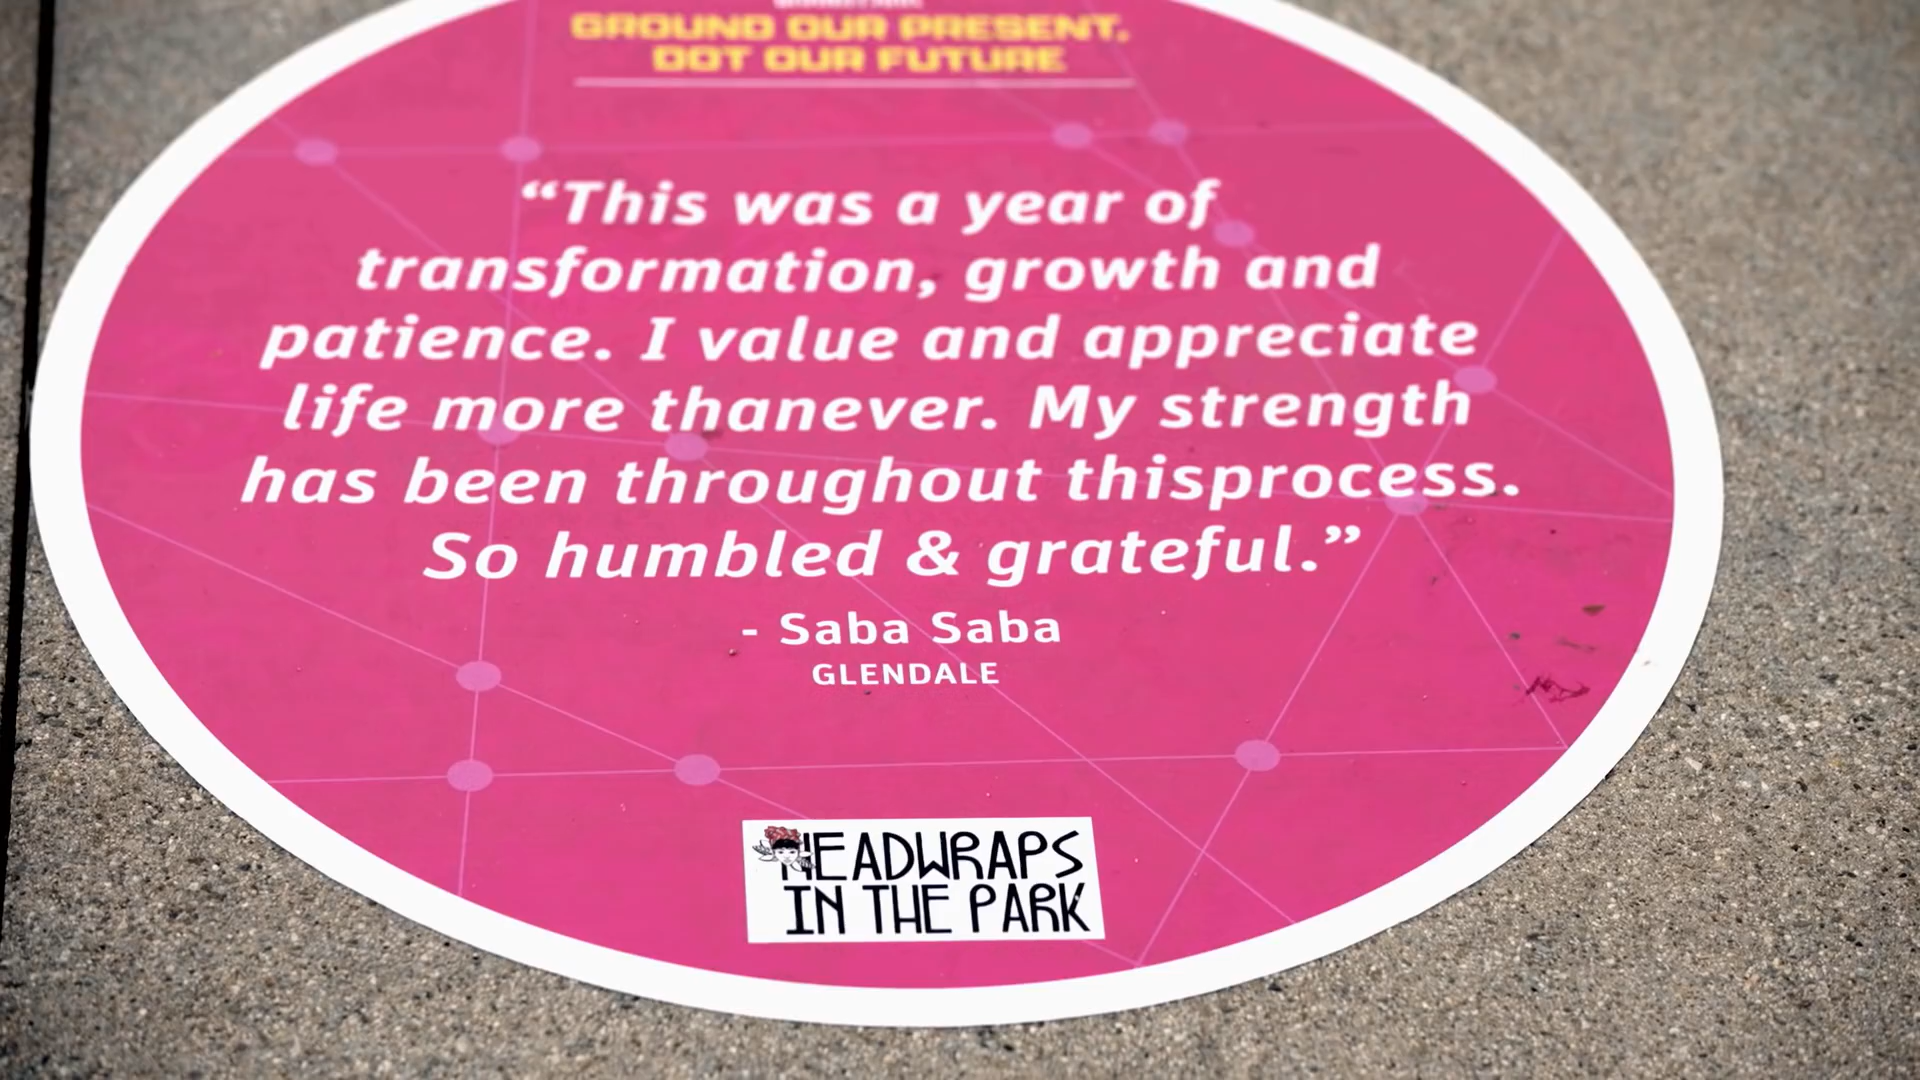 GROUND OUR PRESENT,
DOT OUR FUTURE
“This was a year of
transformation, growth and
patience. I value and appreciate
life more thanever. My strength
has been throughout thisprocess.
So humbled & grateful.”
- Saba Saba
GLENDALE
HEADWRAPS
IN THE PARK